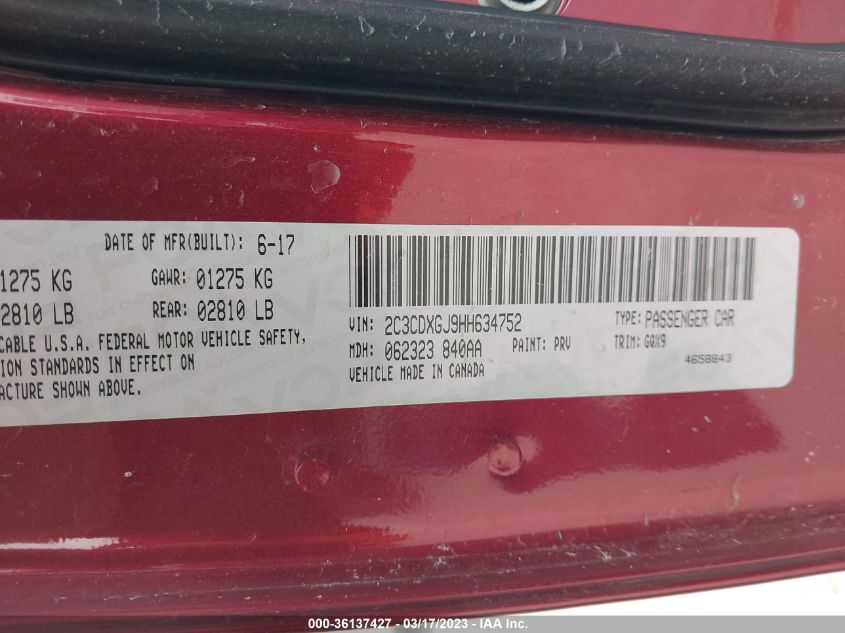 DATE OF MFR(BUILT): 6-17
1275 KG GAWR: 01275 KG
2810 LB REAR: 02810 LB
CABLE U.S.A. FEDERAL MOTOR VEHICLE SAFETY,
ION STANDARDS IN EFFECT ON
ACTURE SHOWN ABOVE.
VIN: 2C3CDXGJ9HH634752 TYPE: PASSENGER CAR
MDH: 062323 840AA PAINT: PRV TRIM: GQX9
VEHICLE MADE IN CANADA 4658843
000-36137427 - 03/17/2023 - IAA Inc.